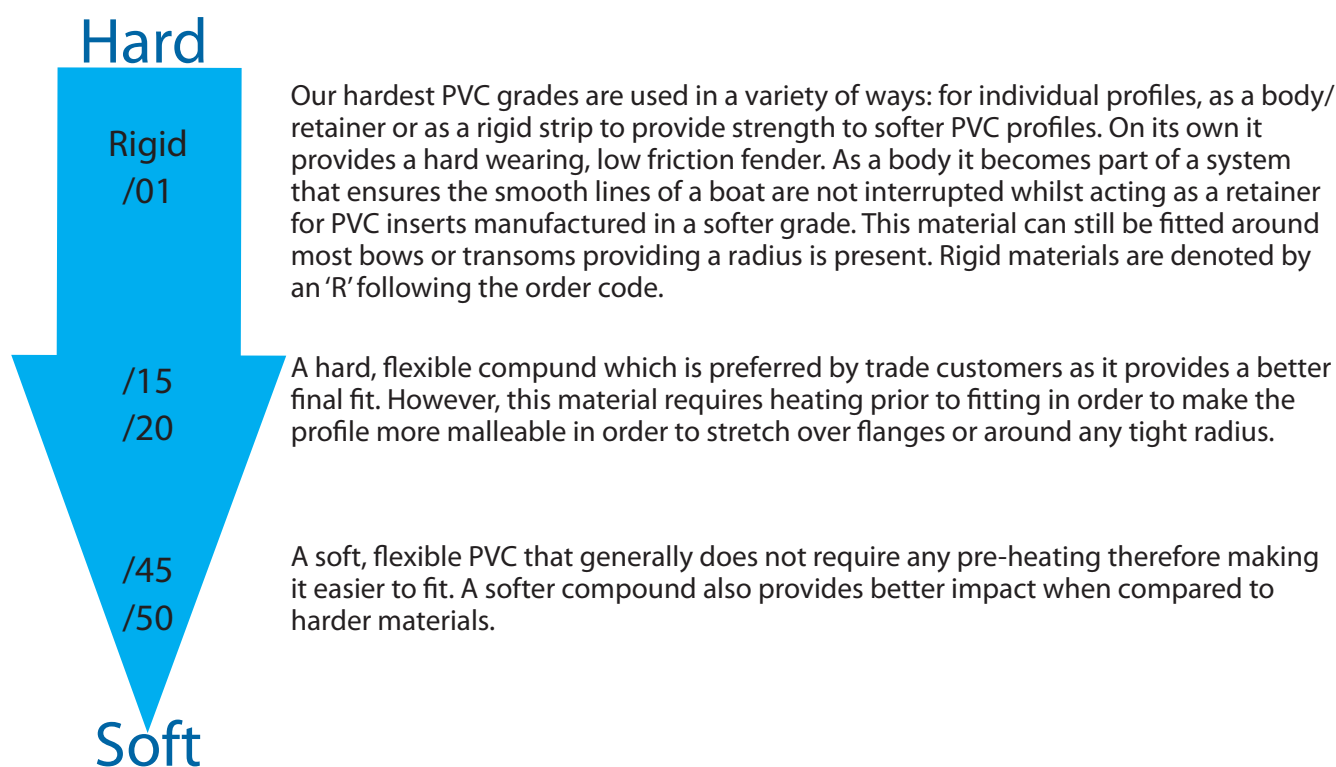 Hard
Rigid
/01
Our hardest PVC grades are used in a variety of ways: for individual profiles, as a body/
retainer or as a rigid strip to provide strength to softer PVC profiles. On its own it
provides a hard wearing, low friction fender. As a body it becomes part of a system
that ensures the smooth lines of a boat are not interrupted whilst acting as a retainer
for PVC inserts manufactured in a softer grade. This material can still be fitted around
most bows or transoms providing a radius is present. Rigid materials are denoted by
an ‘R’ following the order code.
/15
/20
A hard, flexible compund which is preferred by trade customers as it provides a better
final fit. However, this material requires heating prior to fitting in order to make the
profile more malleable in order to stretch over flanges or around any tight radius.
/45
/50
A soft, flexible PVC that generally does not require any pre-heating therefore making
it easier to fit. A softer compound also provides better impact when compared to
harder materials.
Soft